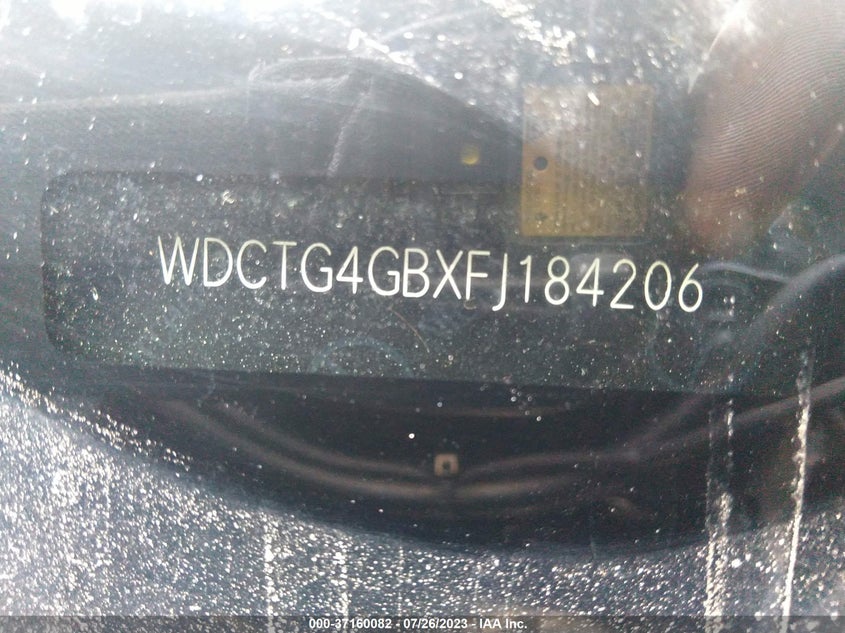 WDCTG4GBXFJ184206
000-37160082 - 07/26/2023 - IAA Inc.